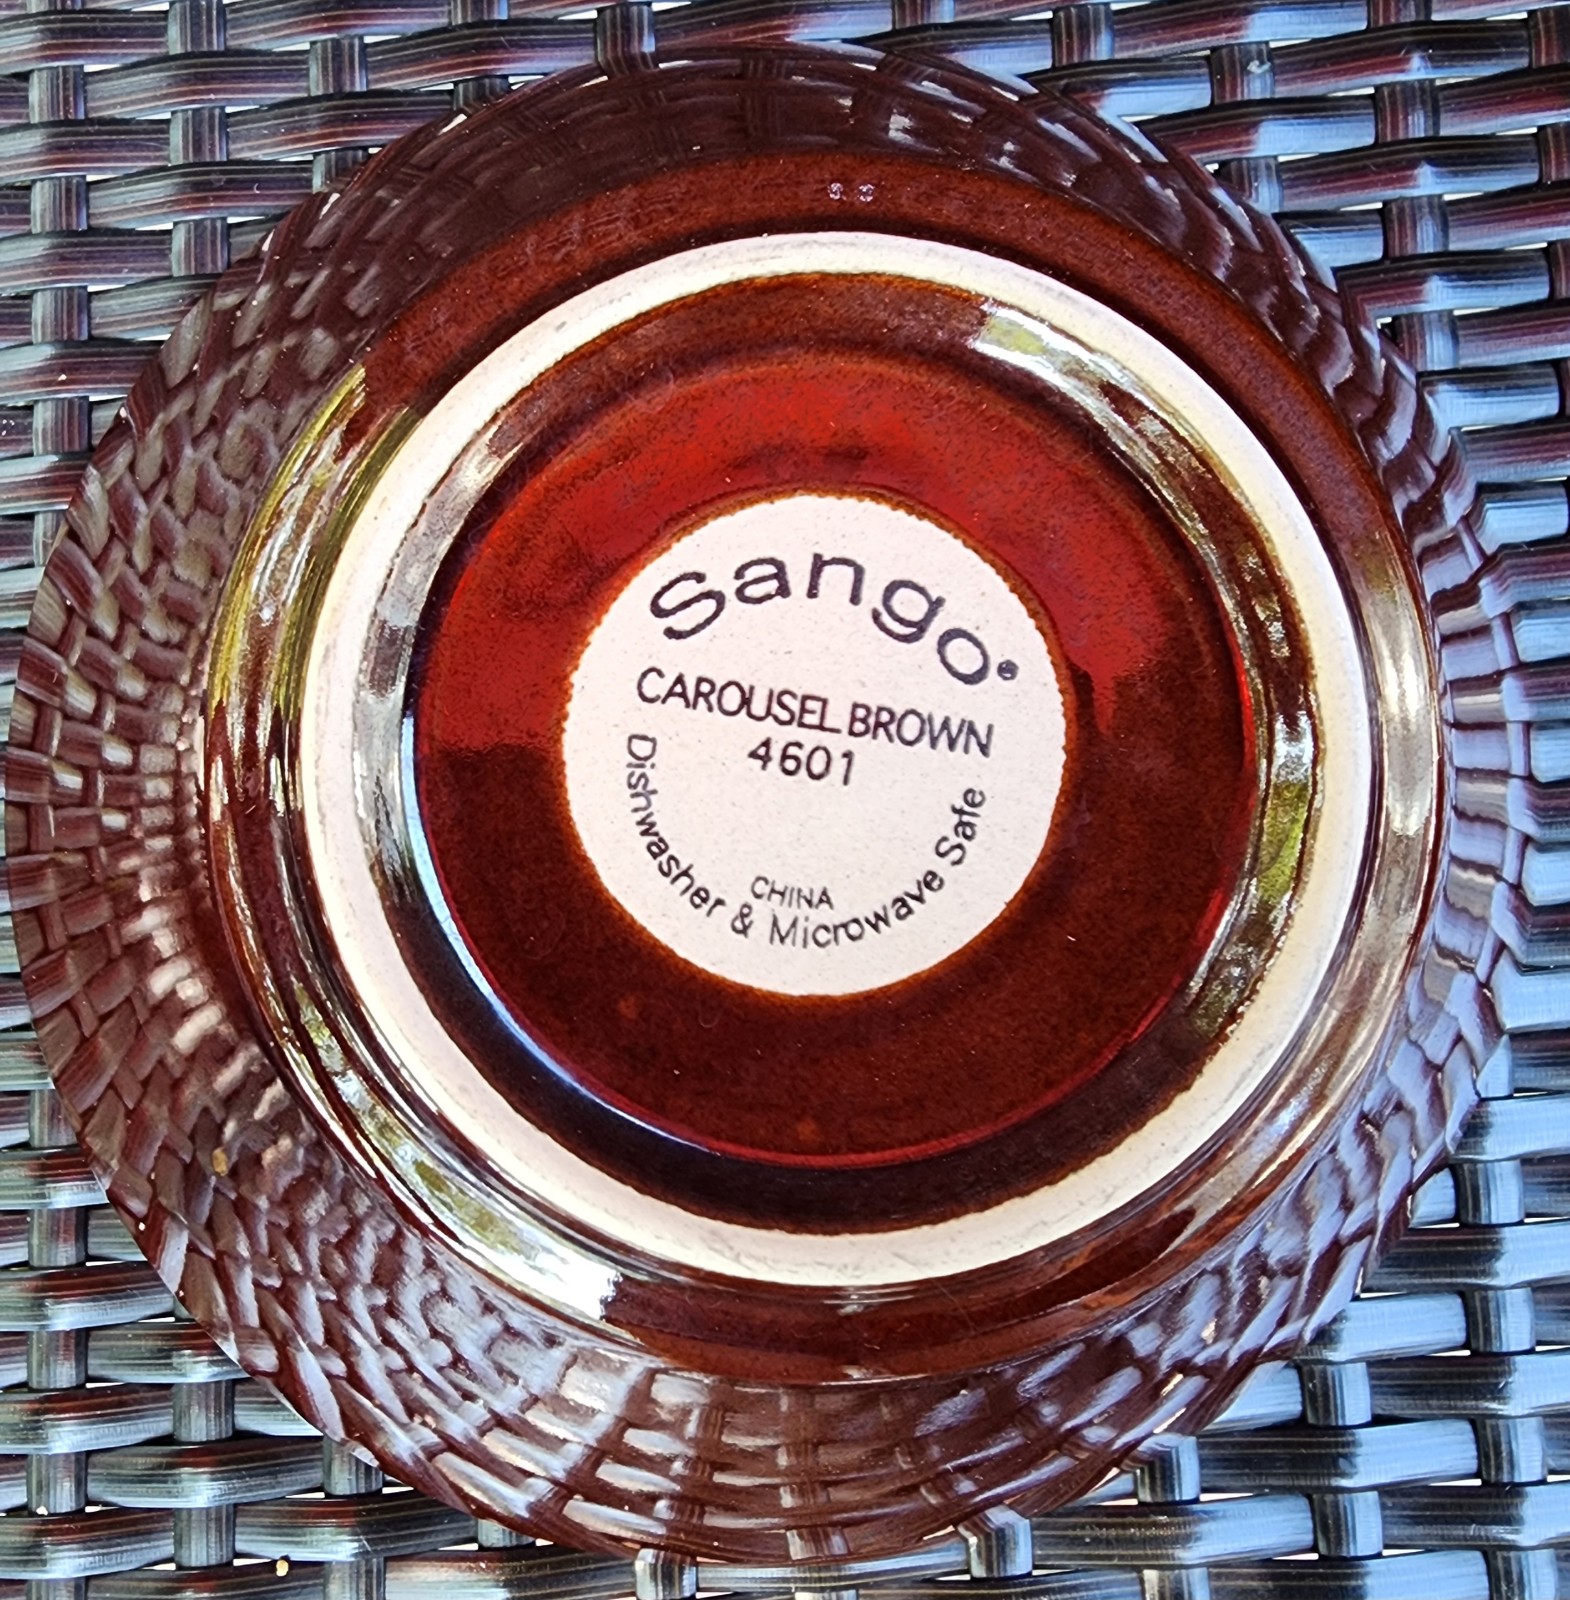 Sango
CAROUSEL BROWN
4601
CHINA
Dishwasher & Microwave Safe